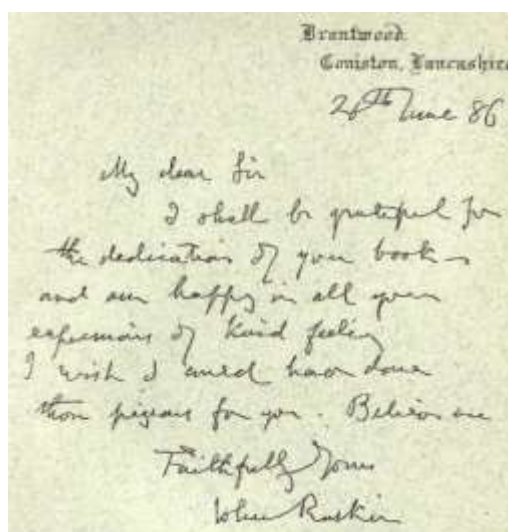 Brantwood.
Coniston, Lancashire
20th June 86
My dear Sir
I shall be grateful for
the dedication of your book -
and am happy in all your
expressions of kind feeling
I wish I could have done
those pigeons for you. Believe me
Faithfully Yours
John Ruskin